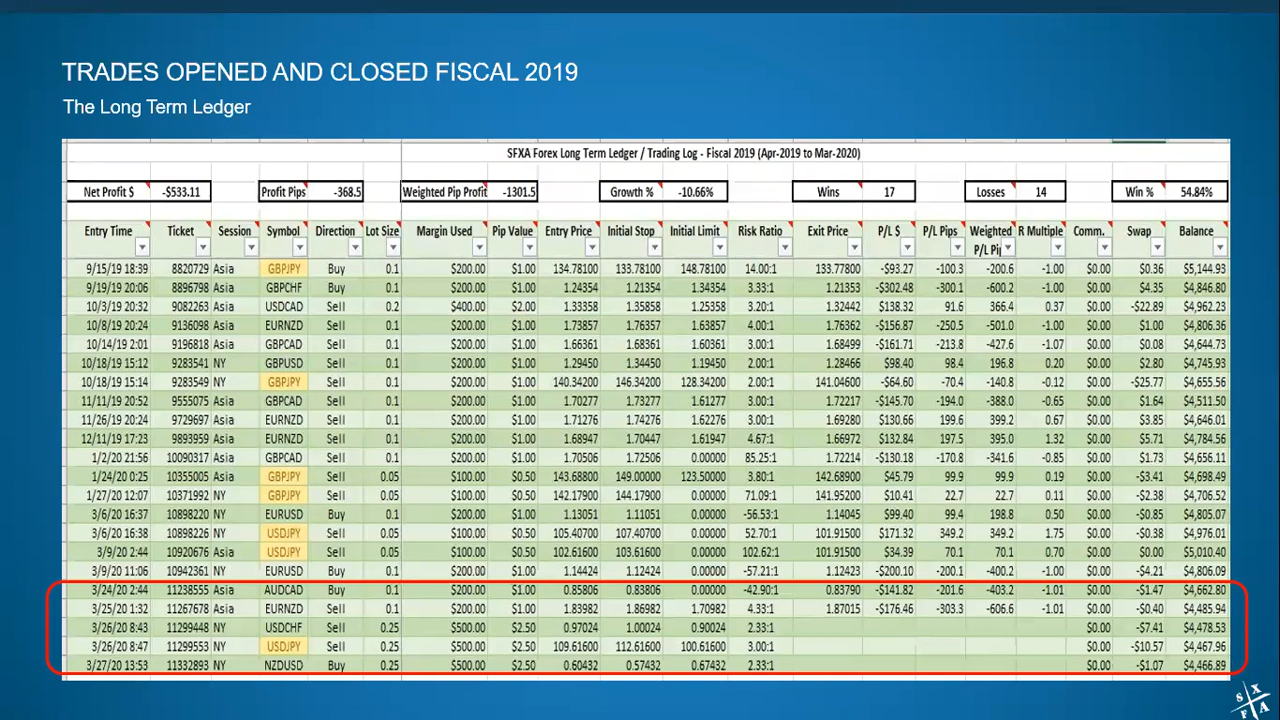 TRADES OPENED AND CLOSED FISCAL 2019
The Long Term Ledger
SFXA Forex Long Term Ledger / Trading Log - Fiscal 2019 (Apr-2019 to Mar-2020)
Net Profit $ -$533.11 Profit Pips -368.5 Weighted Pip Profit -1301.5 Growth % -10.66% Wins 17 Losses 14 Win % 54.84%
Entry Time Ticket Session Symbol Direction Lot Size Margin Used Pip Value Entry Price Initial Stop Initial Limit Risk Ratio Exit Price P/L $ P/L Pips Weighted R Multiple Comm. Swap Balance
P/L Pip
9/15/19 18:39 8820729 Asia GBPJPY Buy 0.1 $200.00 $1.00 134.78100 133.78100 148.78100 14.00:1 133.77800 -$93.27 -100.3 -200.6 -1.00 $0.00 $0.36 $5,144.93
9/19/19 20:06 8896798 Asia GBPCHF Buy 0.1 $200.00 $1.00 1.24354 1.21354 1.34354 3.33:1 1.21353 -$302.48 -300.1 -600.2 -1.00 $0.00 $4.35 $4,846.80
10/3/19 20:32 9082263 Asia USDCAD Sell 0.2 $400.00 $2.00 1.33358 1.35858 1.25358 3.20:1 1.32442 $138.32 91.6 366.4 0.37 $0.00 -$22.89 $4,962.23
10/8/19 20:24 9136098 Asia EURNZD Sell 0.1 $200.00 $1.00 1.73857 1.76357 1.63857 4.00:1 1.76362 -$156.87 -250.5 -501.0 -1.00 $0.00 $1.00 $4,806.36
10/14/19 2:01 9196818 Asia GBPCAD Sell 0.1 $200.00 $1.00 1.66361 1.68361 1.60361 3.00:1 1.68499 -$161.71 -213.8 -427.6 -1.07 $0.00 $0.08 $4,644.73
10/18/19 15:12 9283541 NY GBPUSD Sell 0.1 $200.00 $1.00 1.29450 1.34450 1.19450 2.00:1 1.28466 $98.40 98.4 196.8 0.20 $0.00 $2.80 $4,745.93
10/18/19 15:14 9283549 NY GBPJPY Sell 0.1 $200.00 $1.00 140.34200 146.34200 128.34200 2.00:1 141.04600 -$64.60 -70.4 -140.8 -0.12 $0.00 -$25.77 $4,655.56
11/11/19 19:52 9555075 Asia GBPCAD Sell 0.1 $200.00 $1.00 1.70277 1.73277 1.61277 3.00:1 1.72217 -$145.70 -194.0 -388.0 -0.65 $0.00 $1.64 $4,511.50
11/26/19 20:24 9729697 Asia EURNZD Sell 0.1 $200.00 $1.00 1.71276 1.74276 1.62276 3.00:1 1.69280 $130.66 199.6 399.2 0.67 $0.00 $3.85 $4,646.01
12/11/19 17:23 9893959 Asia EURNZD Sell 0.1 $200.00 $1.00 1.68947 1.70447 1.61947 4.67:1 1.66972 $132.84 197.5 395.0 1.32 $0.00 $5.71 $4,784.56
1/2/20 21:56 10090317 Asia GBPCAD Sell 0.1 $200.00 $1.00 1.70506 1.72506 0.00000 85.25:1 1.72214 -$130.18 -170.8 -341.6 -0.85 $0.00 $1.73 $4,656.11
1/24/20 0:25 10355005 Asia GBPJPY Sell 0.05 $100.00 $0.50 143.68800 149.00000 123.50000 3.80:1 142.68900 $45.79 99.9 99.9 0.19 $0.00 -$3.41 $4,698.49
1/27/20 12:07 10371992 NY GBPJPY Sell 0.05 $100.00 $0.50 142.17900 144.17900 0.00000 71.09:1 141.95200 $10.41 22.7 22.7 0.11 $0.00 -$2.38 $4,706.52
3/6/20 16:37 10898220 NY EURUSD Buy 0.1 $200.00 $1.00 1.13051 1.11051 0.00000 -56.53:1 1.14045 $99.40 99.4 198.8 0.50 $0.00 -$0.85 $4,805.07
3/6/20 16:38 10898226 NY USDJPY Sell 0.05 $100.00 $0.50 105.40700 107.40700 0.00000 52.70:1 101.91500 $171.32 349.2 349.2 1.75 $0.00 -$0.38 $4,976.01
3/9/20 2:44 10920676 Asia USDJPY Sell 0.05 $100.00 $0.50 102.61600 103.61600 0.00000 102.62:1 101.91500 $34.39 70.1 70.1 0.70 $0.00 $0.00 $5,010.40
3/9/20 11:06 10942361 NY EURUSD Buy 0.1 $200.00 $1.00 1.14424 1.12424 0.00000 -57.21:1 1.12423 -$200.10 -200.1 -400.2 -1.00 $0.00 -$4.21 $4,806.09
3/24/20 2:44 11238555 Asia AUDCAD Buy 0.1 $200.00 $1.00 0.85806 0.83806 0.00000 -42.90:1 0.83790 -$141.82 -201.6 -403.2 -1.01 $0.00 -$1.47 $4,662.80
3/25/20 1:32 11267678 Asia EURNZD Sell 0.1 $200.00 $1.00 1.83982 1.86982 1.70982 4.33:1 1.87015 -$176.46 -303.3 -606.6 -1.01 $0.00 -$0.40 $4,485.94
3/26/20 8:43 11299448 NY USDCHF Sell 0.25 $500.00 $2.50 0.97024 1.00024 0.90024 2.33:1 $0.00 -$7.41 $4,478.53
3/26/20 8:47 11299553 NY USDJPY Sell 0.25 $500.00 $2.50 109.61600 112.61600 100.61600 3.00:1 $0.00 -$10.57 $4,467.96
3/27/20 13:53 11332893 NY NZDUSD Buy 0.25 $500.00 $2.50 0.60432 0.57432 0.67432 2.33:1 $0.00 -$1.07 $4,466.89
S X
F A